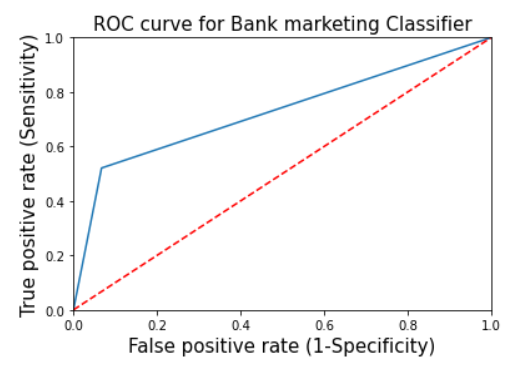 ROC curve for Bank marketing Classifier
True positive rate (Sensitivity)
1.0
0.8
0.6
0.4
0.2
0.0
0.0 0.2 0.4 0.6 0.8 1.0
False positive rate (1-Specificity)